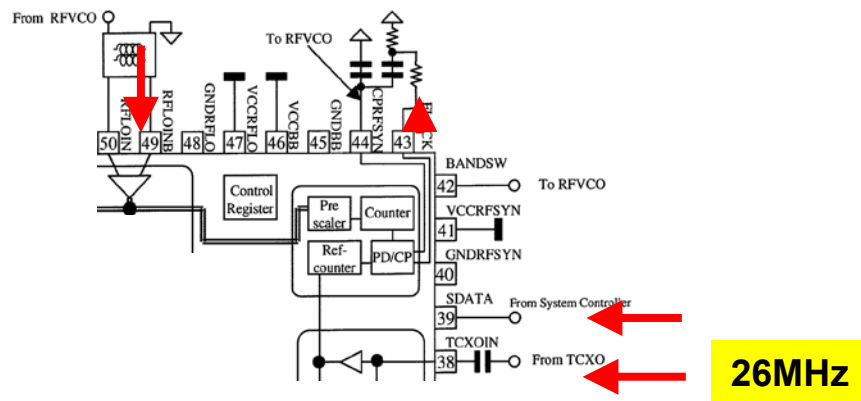 From RFVCO
To RFVCO
RFLOIN
RFLOINB
GNDRFLO
VCCRFLO
VCCBB
GNDBB
CPRFSYN
50
49
48
47
46
45
44
43
BANDSW
42
To RFVCO
Control
Register
Pre
scaler
Counter
VCCRFSYN
41
Ref-
counter
PD/CP
GNDRFSYN
40
SDATA
From System Controller
39
TCXOIN
38
From TCXO
26MHz